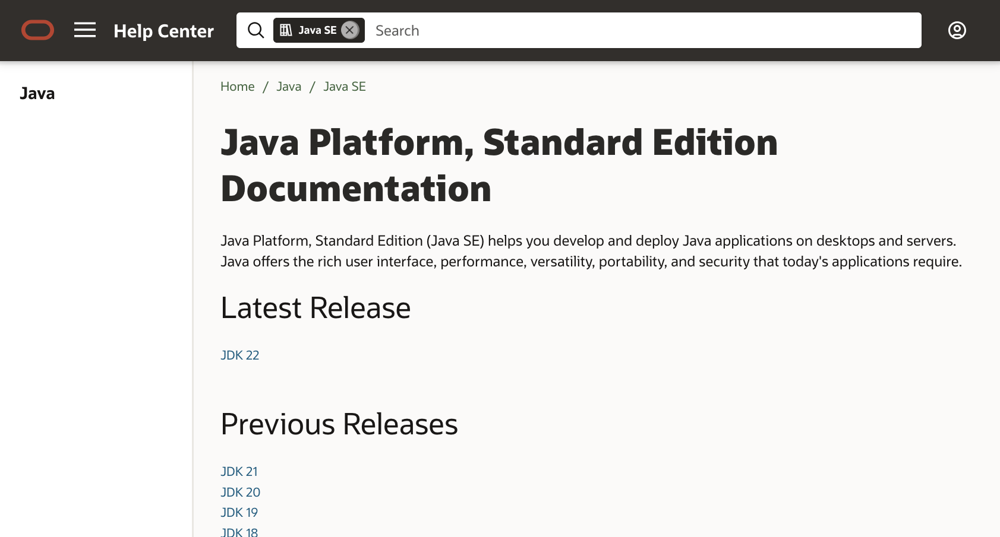 Help Center
Java SE
Search
Java
Home / Java / Java SE
Java Platform, Standard Edition
Documentation
Java Platform, Standard Edition (Java SE) helps you develop and deploy Java applications on desktops and servers.
Java offers the rich user interface, performance, versatility, portability, and security that today's applications require.
Latest Release
JDK 22
Previous Releases
JDK 21
JDK 20
JDK 19
JDK 18